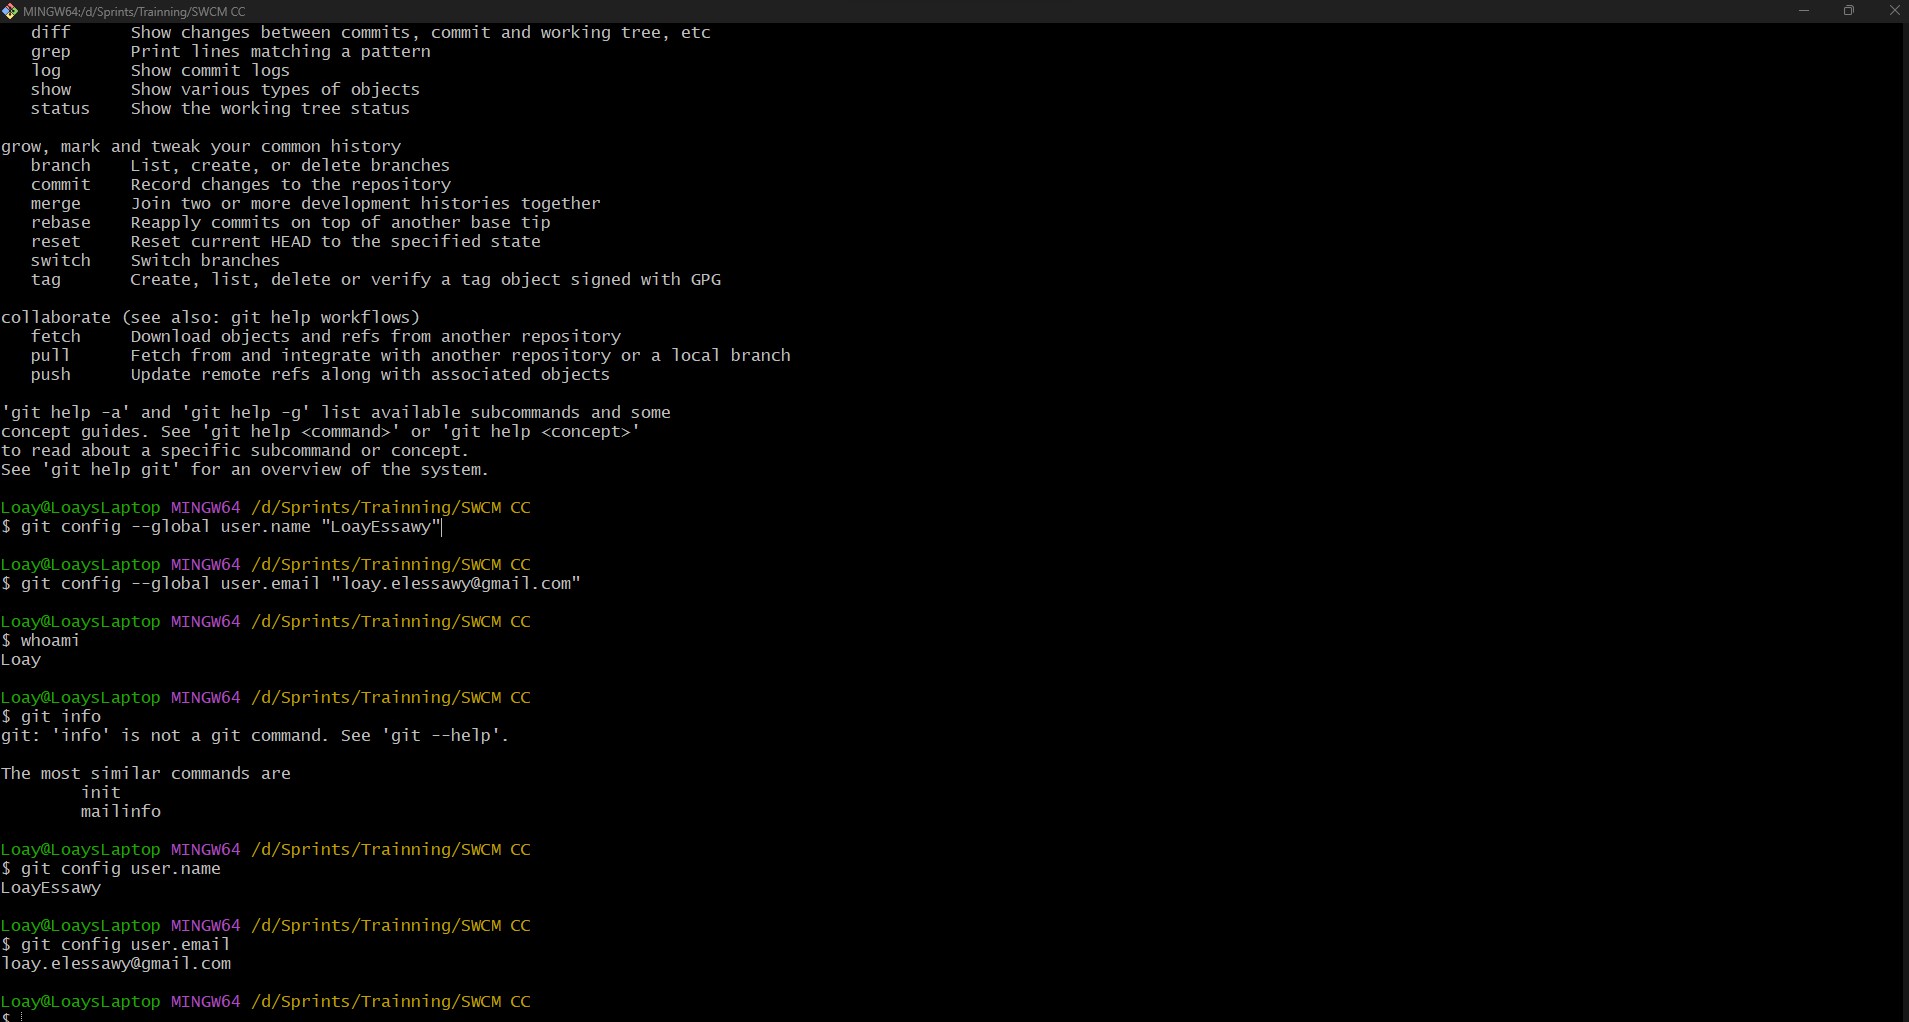 MINGW64:/d/Sprints/Trainning/SWCM CC
diff Show changes between commits, commit and working tree, etc
grep Print lines matching a pattern
log Show commit logs
show Show various types of objects
status Show the working tree status
grow, mark and tweak your common history
branch List, create, or delete branches
commit Record changes to the repository
merge Join two or more development histories together
rebase Reapply commits on top of another base tip
reset Reset current HEAD to the specified state
switch Switch branches
tag Create, list, delete or verify a tag object signed with GPG
collaborate (see also: git help workflows)
fetch Download objects and refs from another repository
pull Fetch from and integrate with another repository or a local branch
push Update remote refs along with associated objects
'git help -a' and 'git help -g' list available subcommands and some
concept guides. See 'git help <command>' or 'git help <concept>'
to read about a specific subcommand or concept.
See 'git help git' for an overview of the system.
Loay@LoaysLaptop MINGW64 /d/Sprints/Trainning/SWCM CC
$ git config --global user.name "LoayEssawy"
Loay@LoaysLaptop MINGW64 /d/Sprints/Trainning/SWCM CC
$ git config --global user.email "loay.elessawy@gmail.com"
Loay@LoaysLaptop MINGW64 /d/Sprints/Trainning/SWCM CC
$ whoami
Loay
Loay@LoaysLaptop MINGW64 /d/Sprints/Trainning/SWCM CC
$ git info
git: 'info' is not a git command. See 'git --help'.
The most similar commands are
init
mailinfo
Loay@LoaysLaptop MINGW64 /d/Sprints/Trainning/SWCM CC
$ git config user.name
LoayEssawy
Loay@LoaysLaptop MINGW64 /d/Sprints/Trainning/SWCM CC
$ git config user.email
loay.elessawy@gmail.com
Loay@LoaysLaptop MINGW64 /d/Sprints/Trainning/SWCM CC
$